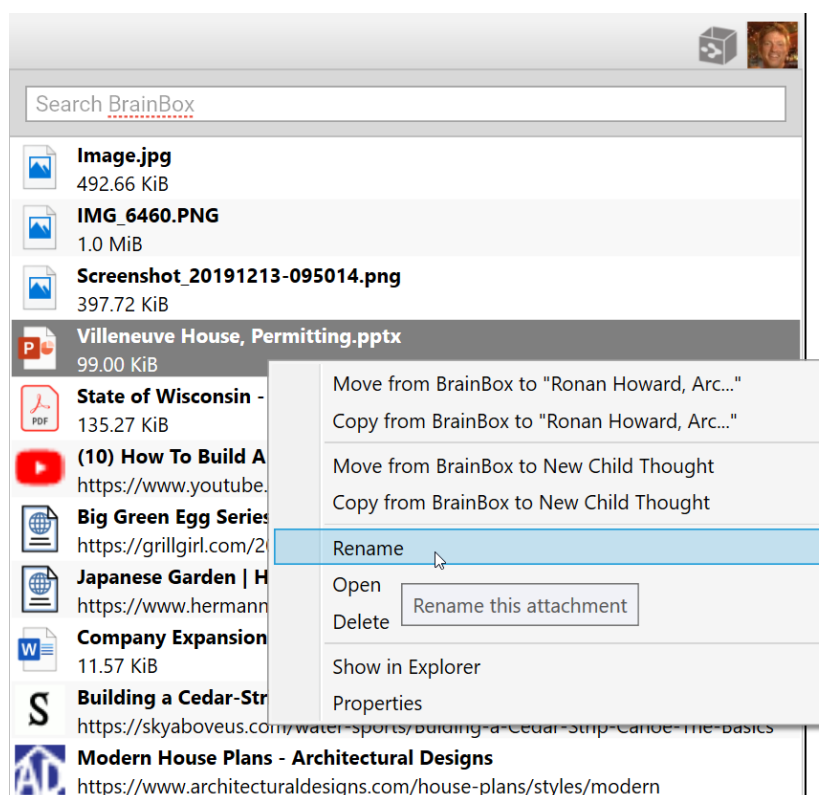 Search BrainBox
Image.jpg
492.66 KiB
IMG_6460.PNG
1.0 MiB
Screenshot_20191213-095014.png
397.72 KiB
Villeneuve House, Permitting.pptx
99.00 KiB
State of Wisconsin -
135.27 KiB
(10) How To Build A
https://www.youtube.
Big Green Egg Series
https://grillgirl.com/20
Japanese Garden | H
https://www.hermann
Company Expansion
11.57 KiB
Building a Cedar-Str
https://skyaboveus.com/water-sports/Building-a-Cedar-Strip-Canoe-The-Basics
Modern House Plans - Architectural Designs
https://www.architecturaldesigns.com/house-plans/styles/modern
Move from BrainBox to "Ronan Howard, Arc..."
Copy from BrainBox to "Ronan Howard, Arc..."
Move from BrainBox to New Child Thought
Copy from BrainBox to New Child Thought
Rename
Open
Rename this attachment
Delete
Show in Explorer
Properties
P
PDF
W
S
AD